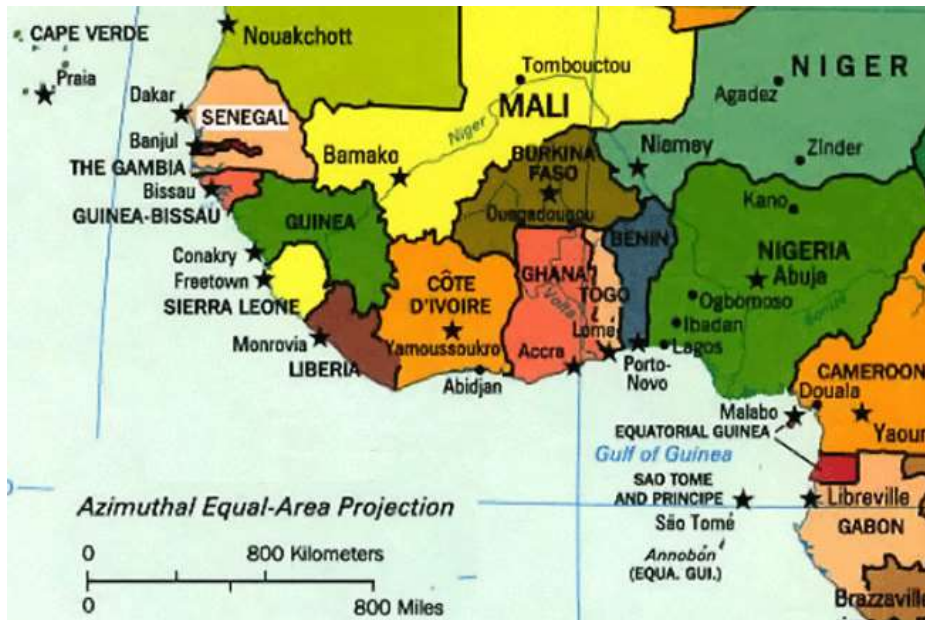 CAPE VERDE
Nouakchott
Praia
Tombouctou
NIGER
Agadez
Dakar
SENEGAL
MALI
Niger
Banjul
Bamako
BURKINA
FASO
Niamey
Zinder
THE GAMBIA
Bissau
Ouagadougou
Kano
GUINEA-BISSAU
GUINEA
BENIN
NIGERIA
Conakry
Abuja
Freetown
CÔTE
D'IVOIRE
GHANA
TOGO
SIERRA LEONE
Volta
Ogbomoso
Benue
Ibadan
Monrovia
Yamoussoukro
Accra
Lome
Lagos
LIBERIA
Abidjan
Porto-
Novo
CAMEROON
Douala
Malabo
Yaour
EQUATORIAL GUINEA
Gulf of Guinea
SAO TOME
AND PRINCIPE
Libreville
São Tomé
GABON
Annobón
(EQUA. GUI.)
Brazzaville
Azimuthal Equal-Area Projection
0 800 Kilometers
0 800 Miles